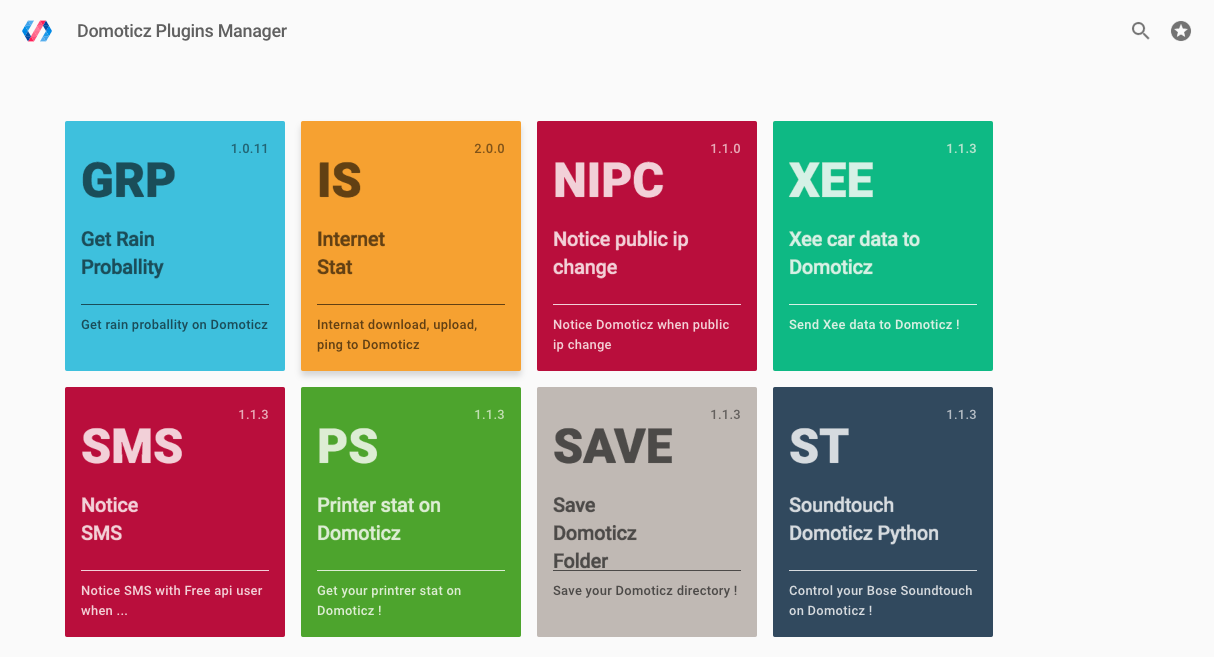 Domoticz Plugins Manager
1.0.11
GRP
Get Rain
Proballity
Get rain proballity on Domoticz
2.0.0
IS
Internet
Stat
Internat download, upload,
ping to Domoticz
1.1.0
NIPC
Notice public ip
change
Notice Domoticz when public
ip change
1.1.3
XEE
Xee car data to
Domoticz
Send Xee data to Domoticz !
1.1.3
SMS
Notice
SMS
Notice SMS with Free api user
when ...
1.1.3
PS
Printer stat on
Domoticz
Get your printrer stat on
Domoticz !
1.1.3
SAVE
Save
Domoticz
Folder
Save your Domoticz directory !
1.1.3
ST
Soundtouch
Domoticz Python
Control your Bose Soundtouch
on Domoticz !